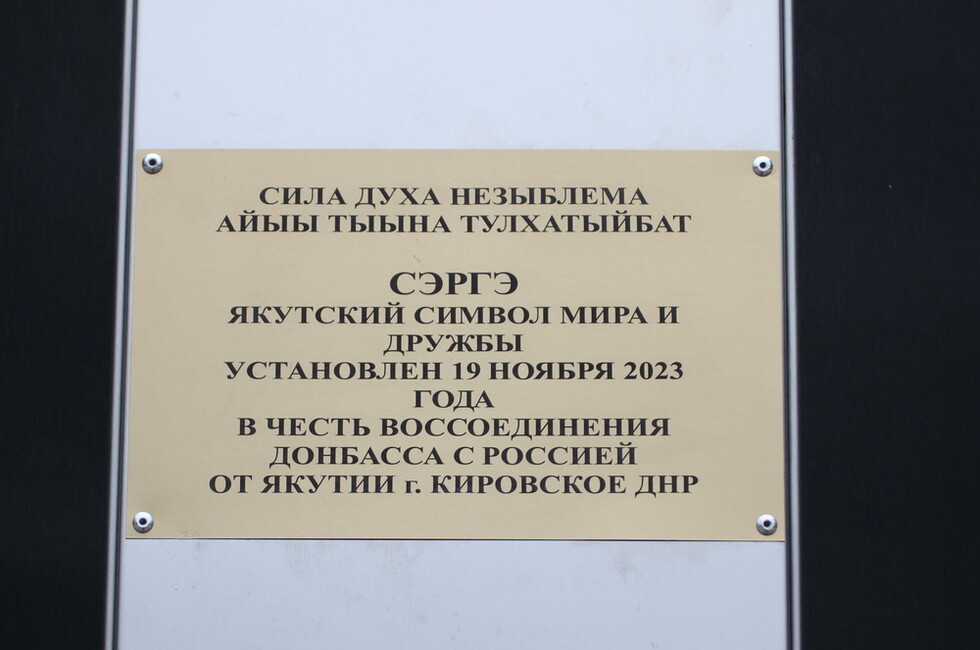 СИЛА ДУХА НЕЗЫБЛЕМА
АЙЫЫ ТЫЫНА ТУЛХАТЫЙБАТ
СЭРГЭ
ЯКУТСКИЙ СИМВОЛ МИРА И
ДРУЖБЫ
УСТАНОВЛЕН 19 НОЯБРЯ 2023
ГОДА
В ЧЕСТЬ ВОССОЕДИНЕНИЯ
ДОНБАССА С РОССИЕЙ
ОТ ЯКУТИИ г. КИРОВСКОЕ ДНР